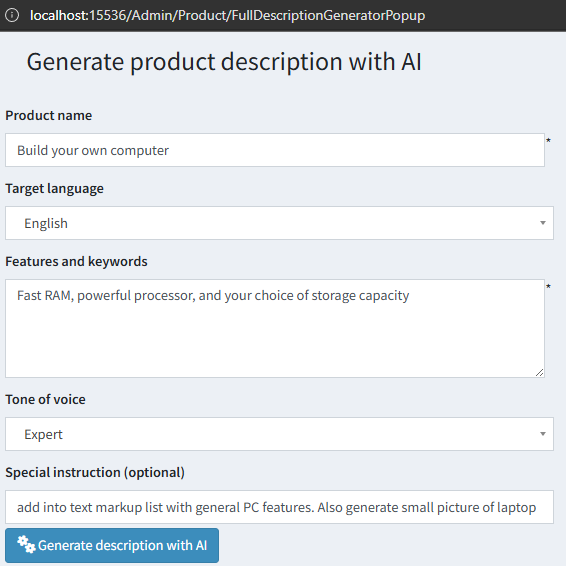 localhost:15536/Admin/Product/FullDescriptionGeneratorPopup
Generate product description with AI
Product name
Build your own computer
*
Target language
English
Features and keywords
Fast RAM, powerful processor, and your choice of storage capacity
*
Tone of voice
Expert
Special instruction (optional)
add into text markup list with general PC features. Also generate small picture of laptop
Generate description with AI